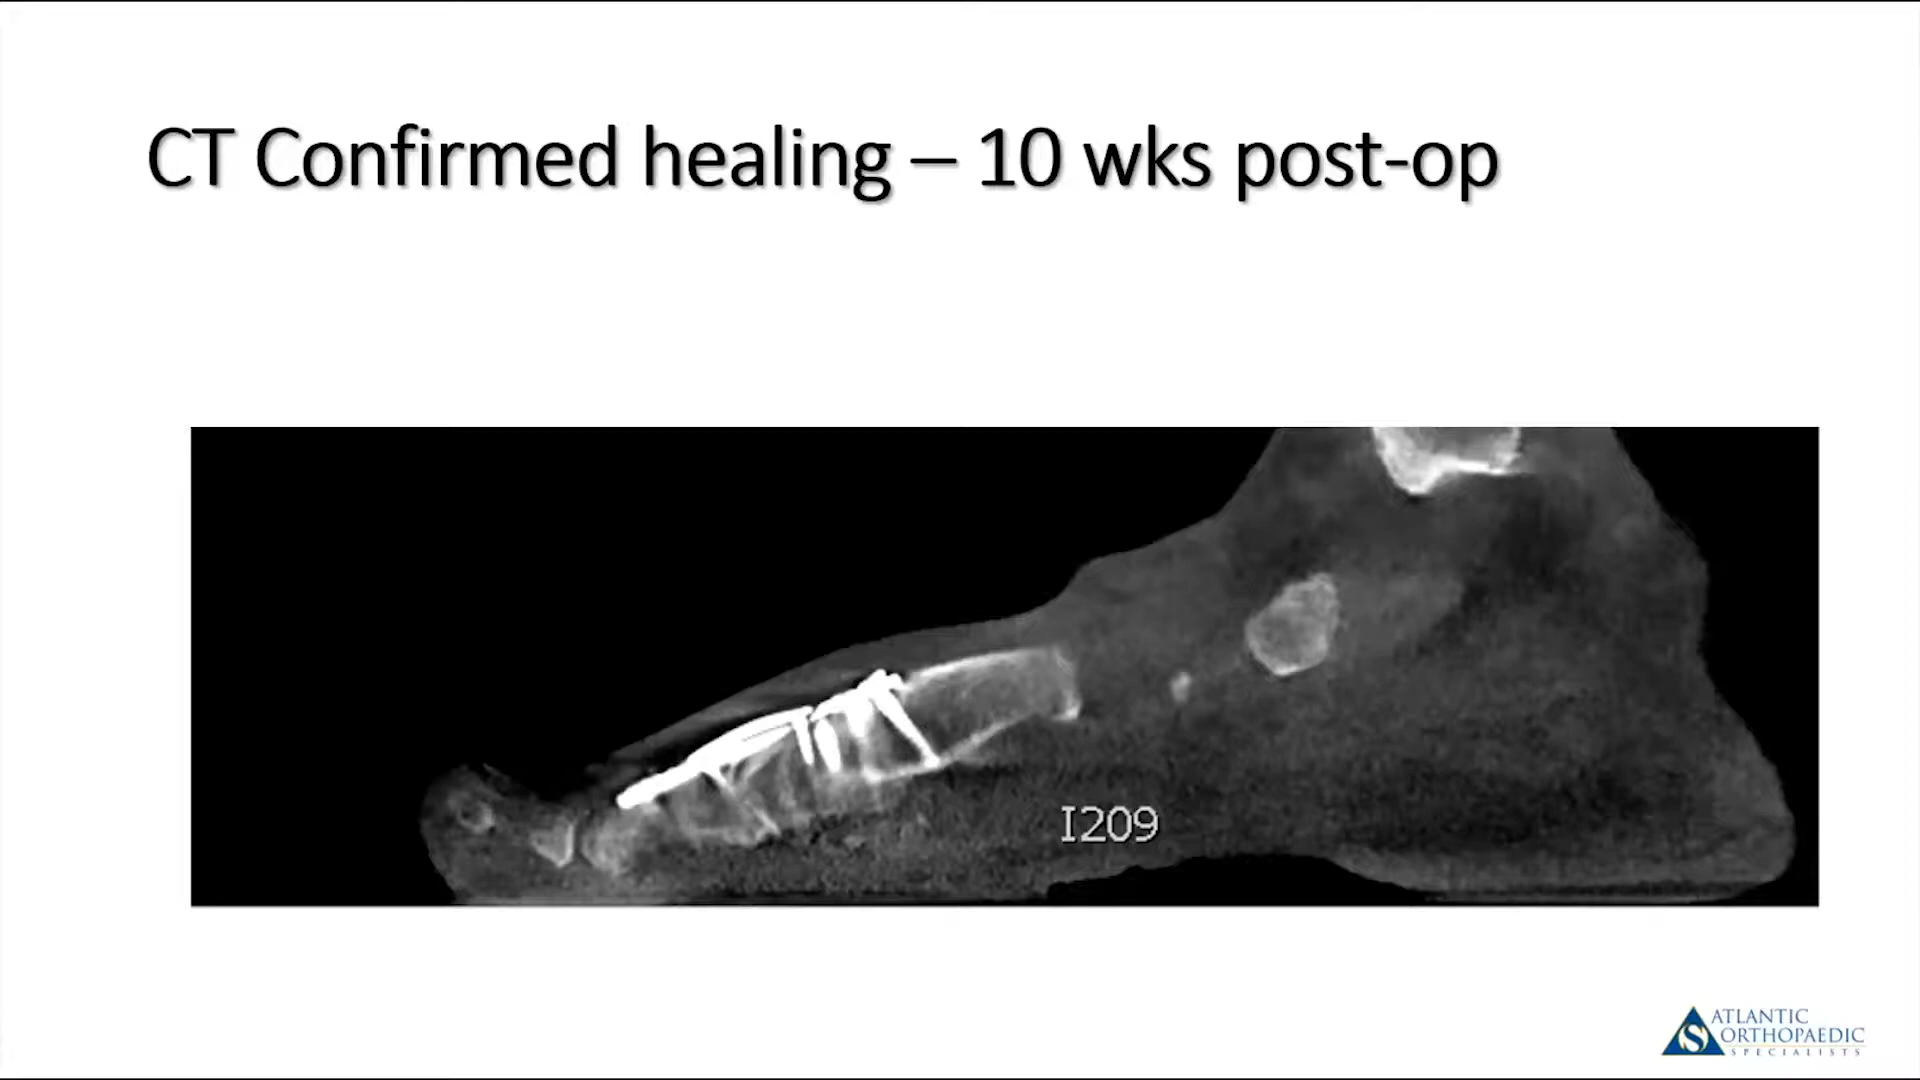 CT Confirmed healing – 10 wks post-op
I209
ATLANTIC
ORTHOPAEDIC
SPECIALISTS